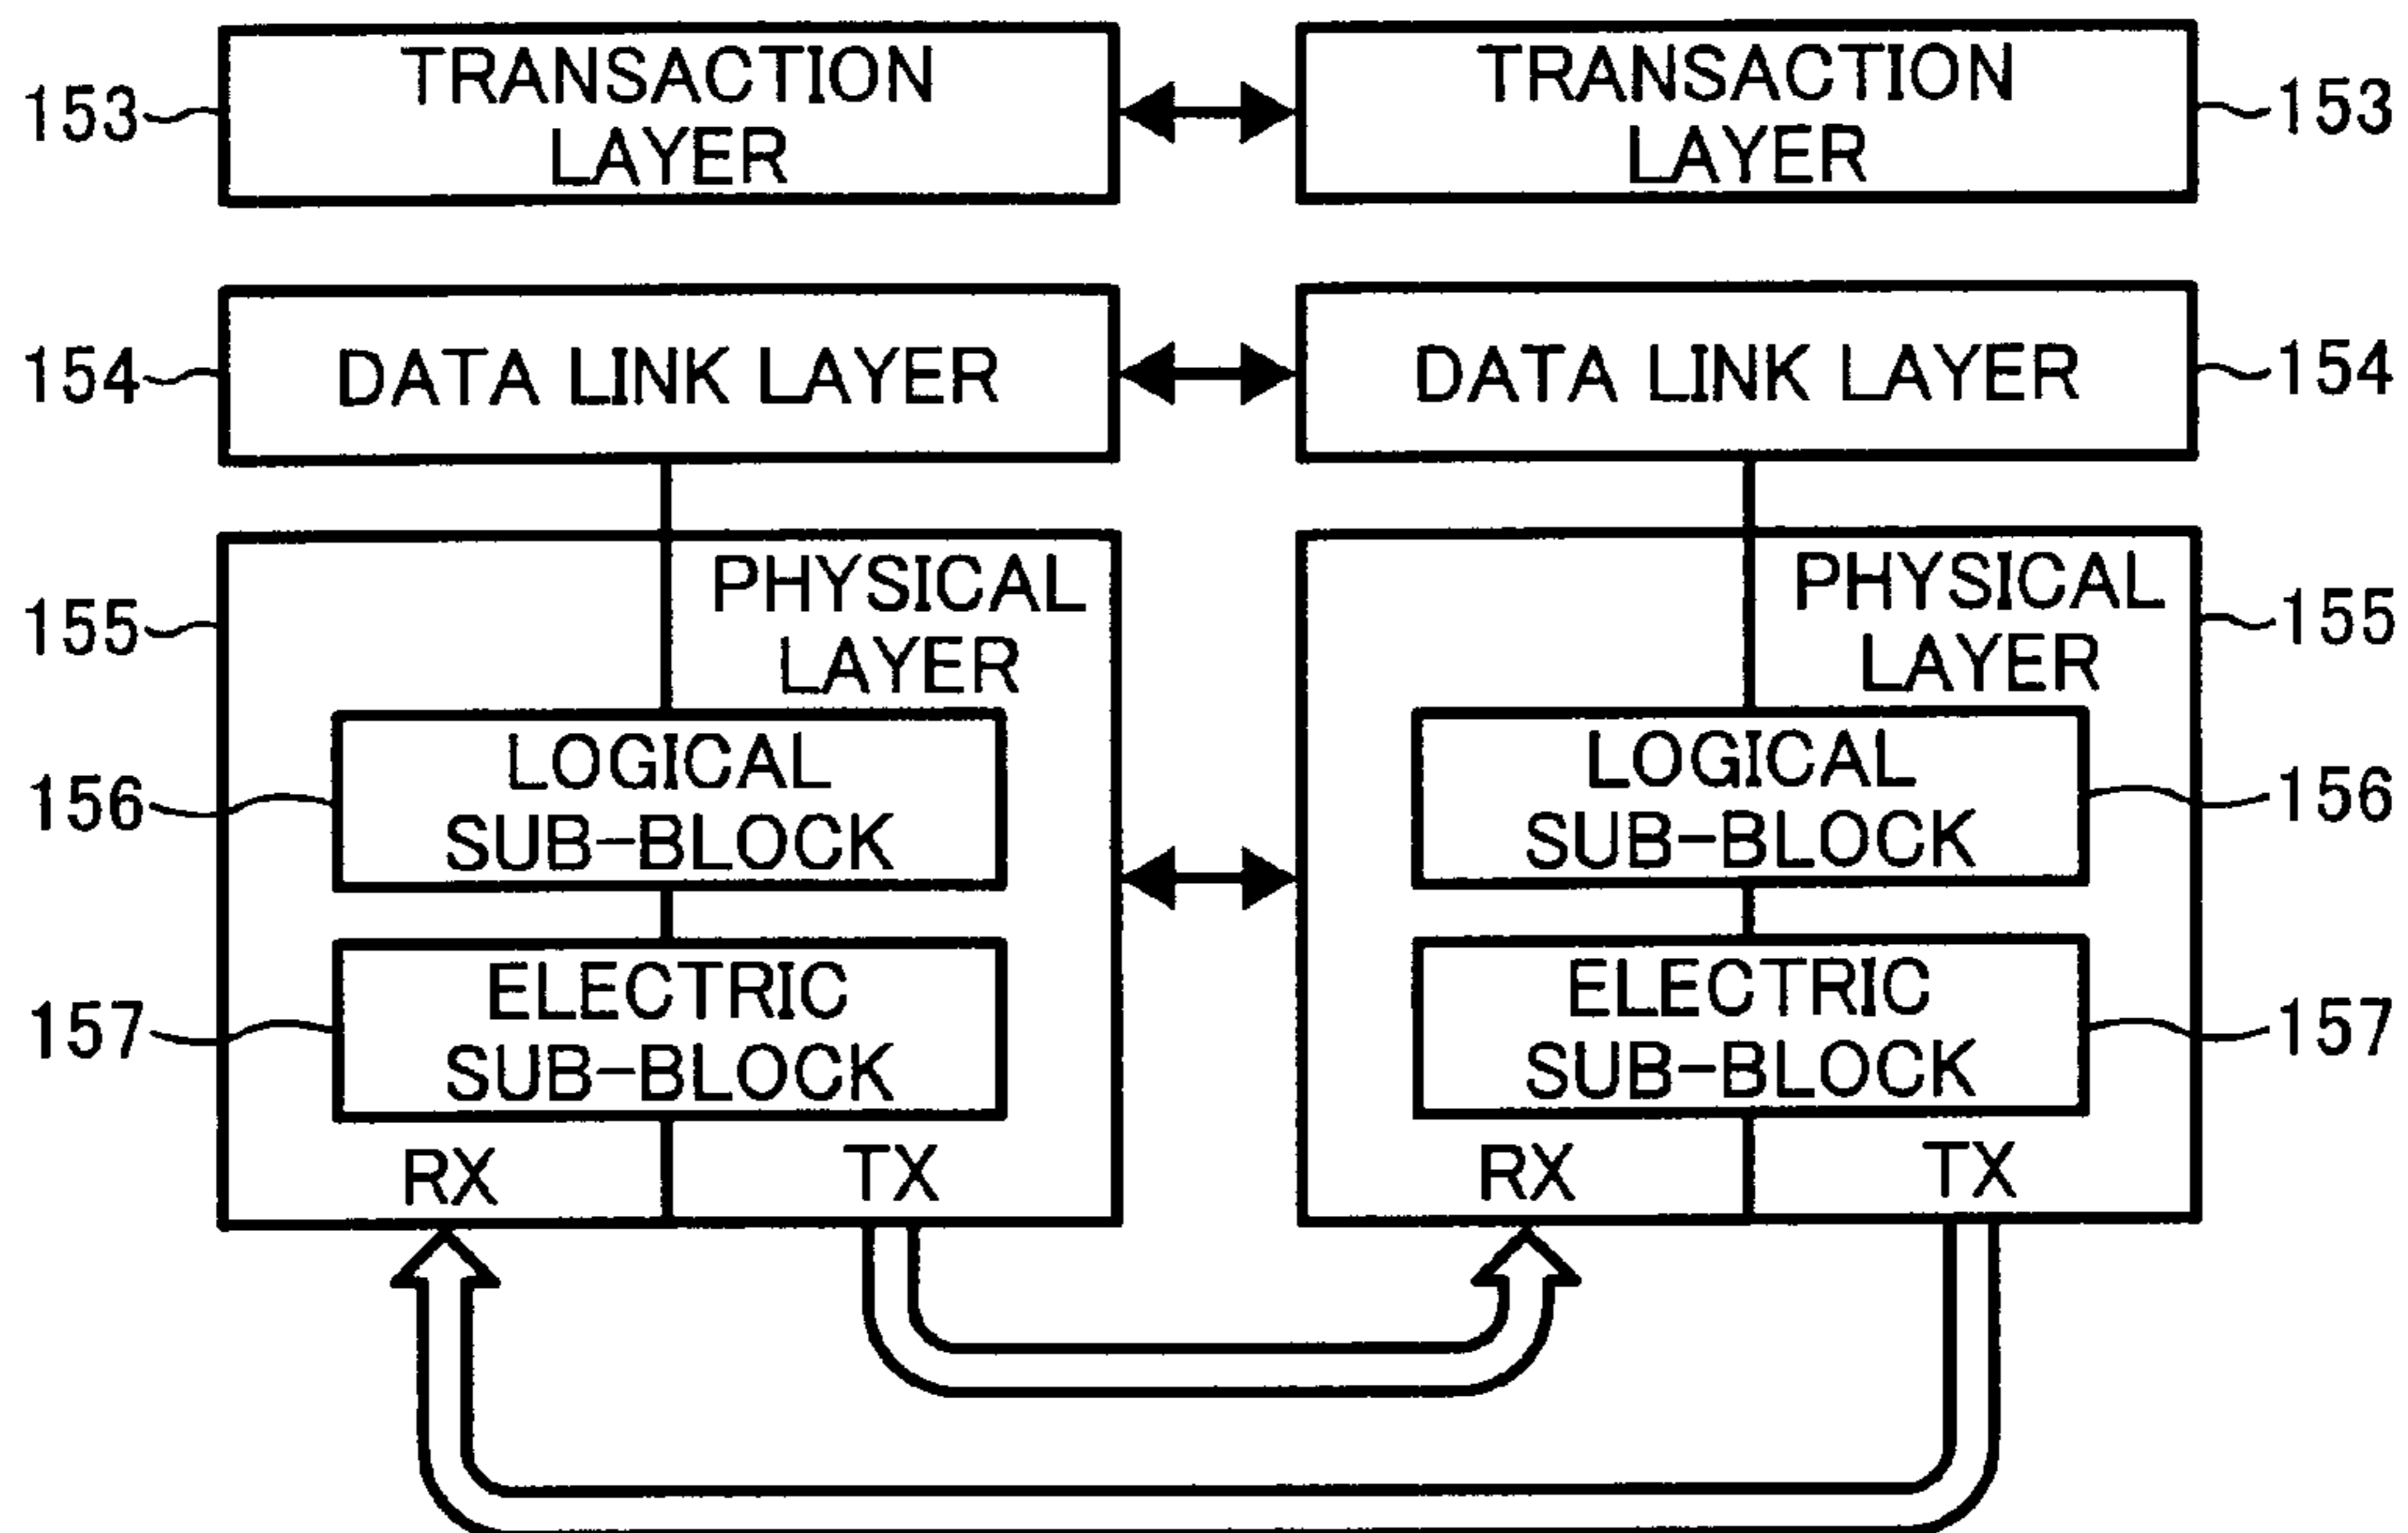 TRANSACTION
LAYER
TRANSACTION
LAYER
153
153
DATA LINK LAYER
DATA LINK LAYER
154
154
PHYSICAL
LAYER
PHYSICAL
LAYER
155
155
LOGICAL
SUB-BLOCK
LOGICAL
SUB-BLOCK
156
156
ELECTRIC
SUB-BLOCK
ELECTRIC
SUB-BLOCK
157
157
RX
TX
RX
TX